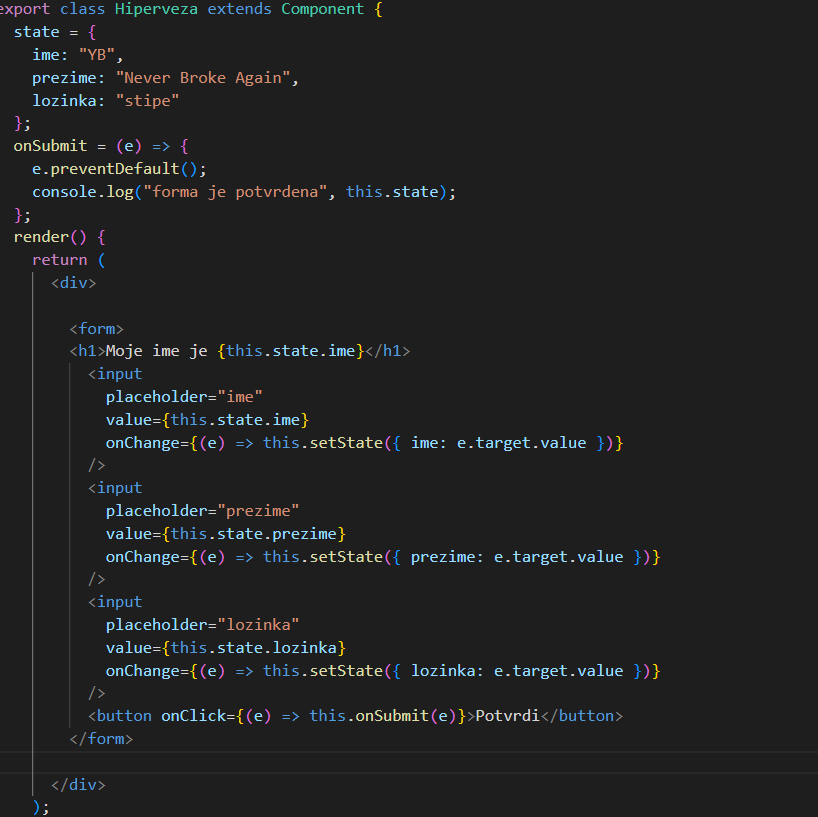 export class Hiperveza extends Component {
state = {
ime: "YB",
prezime: "Never Broke Again",
lozinka: "stipe"
};
onSubmit = (e) => {
e.preventDefault();
console.log("forma je potvrdena", this.state);
};
render() {
return (
<div>
<form>
<h1>Moje ime je {this.state.ime}</h1>
<input
placeholder="ime"
value={this.state.ime}
onChange={(e) => this.setState({ ime: e.target.value })}
/>
<input
placeholder="prezime"
value={this.state.prezime}
onChange={(e) => this.setState({ prezime: e.target.value })}
/>
<input
placeholder="lozinka"
value={this.state.lozinka}
onChange={(e) => this.setState({ lozinka: e.target.value })}
/>
<button onClick={(e) => this.onSubmit(e)}>Potvrdi</button>
</form>
</div>
);